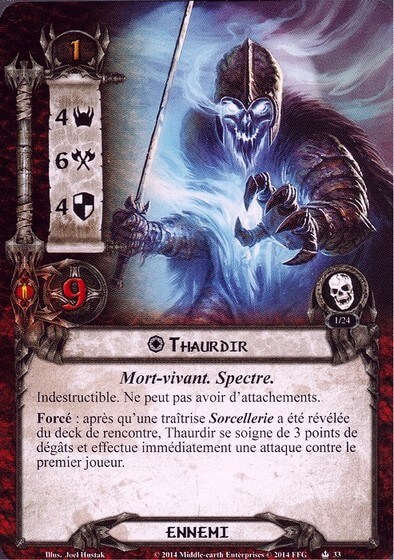 1
4
6
4
9
1/24
Thaurdir
Mort-vivant. Spectre.
Indestructible. Ne peut pas avoir d'attachements.
Forcé : après qu'une traîtrise Sorcellerie a été révélée
du deck de rencontre, Thaurdir se soigne de 3 points de
dégâts et effectue immédiatement une attaque contre le
premier joueur.
ENNEMI
Illus. Joel Hustak © 2014 Middle-earth Enterprises © 2014 FFG 33